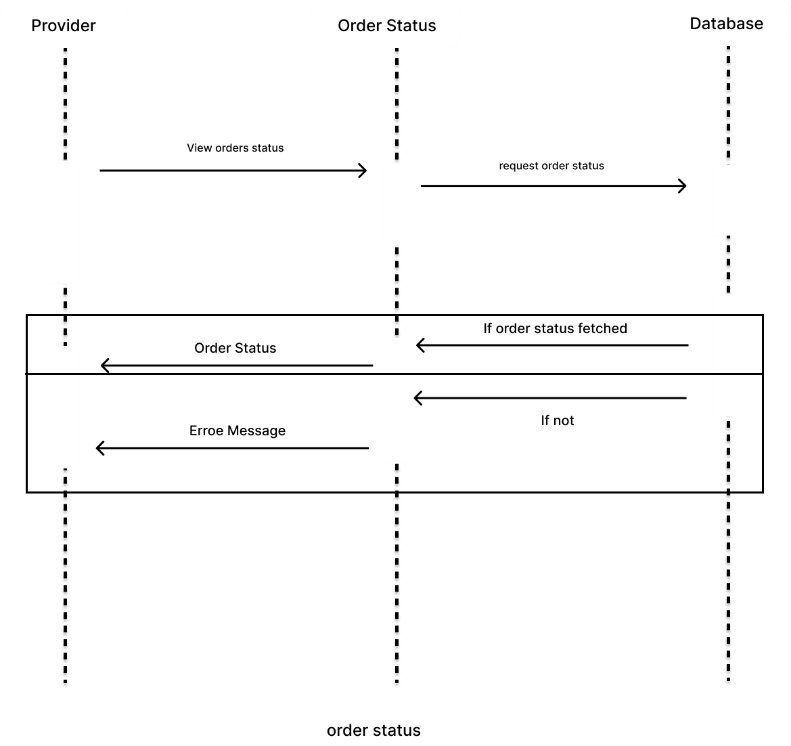 Provider
Order Status
Database
View orders status
request order status
If order status fetched
Order Status
If not
Erroe Message
order status